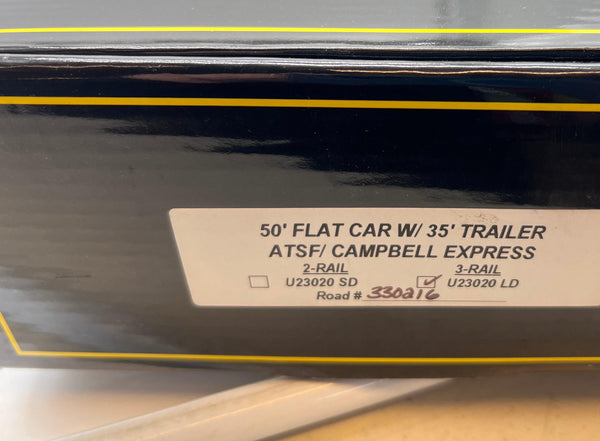 50' FLAT CAR W/ 35' TRAILER
ATSF/ CAMPBELL EXPRESS
2-RAIL 3-RAIL
U23020 SD U23020 LD
Road # 330216